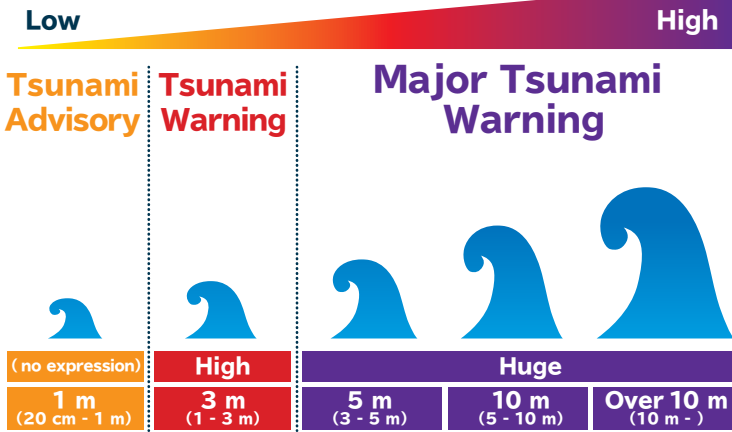 Low
High
Tsunami
Advisory
Tsunami
Warning
Major Tsunami
Warning
( no expression)
High
Huge
1 m
(20 cm - 1 m)
3 m
(1 - 3 m)
5 m
(3 - 5 m)
10 m
(5 - 10 m)
Over 10 m
(10 m - )